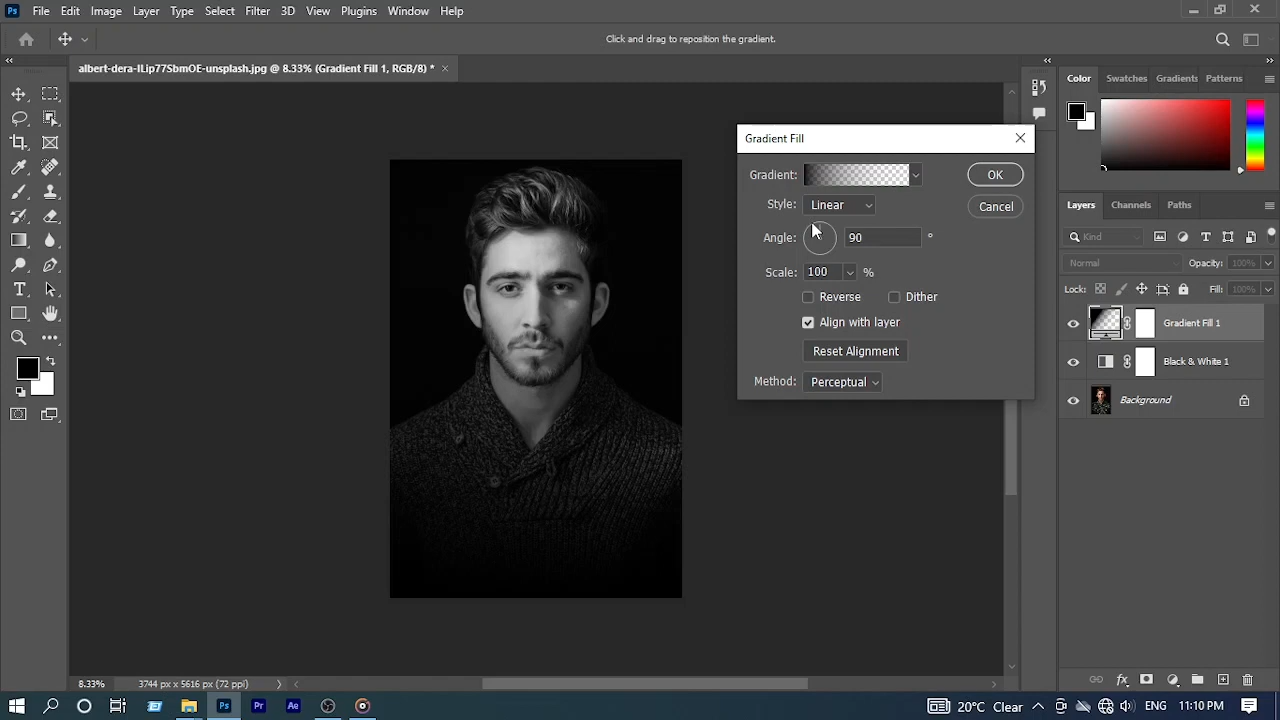 Ps File Edit Image Layer Type Select Filter 3D View Plugins Window Help
Click and drag to reposition the gradient.
albert-dera-ILip77SbmOE-unsplash.jpg @ 8.33% (Gradient Fill 1, RGB/8) *
Color Swatches Gradients Patterns
Gradient Fill
Gradient: OK
Style: Linear Cancel
Angle: 90 °
Scale: 100 %
Reverse Dither
Align with layer
Reset Alignment
Method: Perceptual
Layers Channels Paths
Kind
Normal Opacity: 100%
Lock: Fill: 100%
Gradient Fill 1
Black & White 1
Background
8.33% 3744 px x 5616 px (72 ppi)
Ps Pr Ae 20°C Clear ENG 11:10 PM